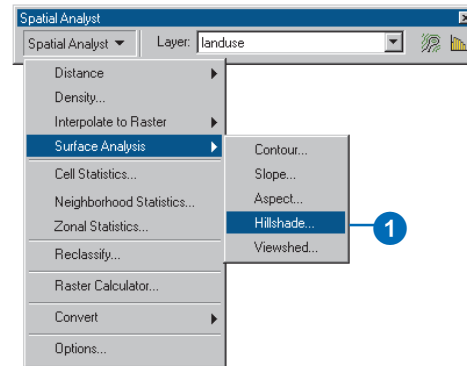 Spatial Analyst
Spatial Analyst Layer: landuse
Distance
Density...
Interpolate to Raster
Surface Analysis
Cell Statistics...
Neighborhood Statistics...
Zonal Statistics...
Reclassify...
Raster Calculator...
Convert
Options...
Contour...
Slope...
Aspect...
Hillshade...
Viewshed...
1